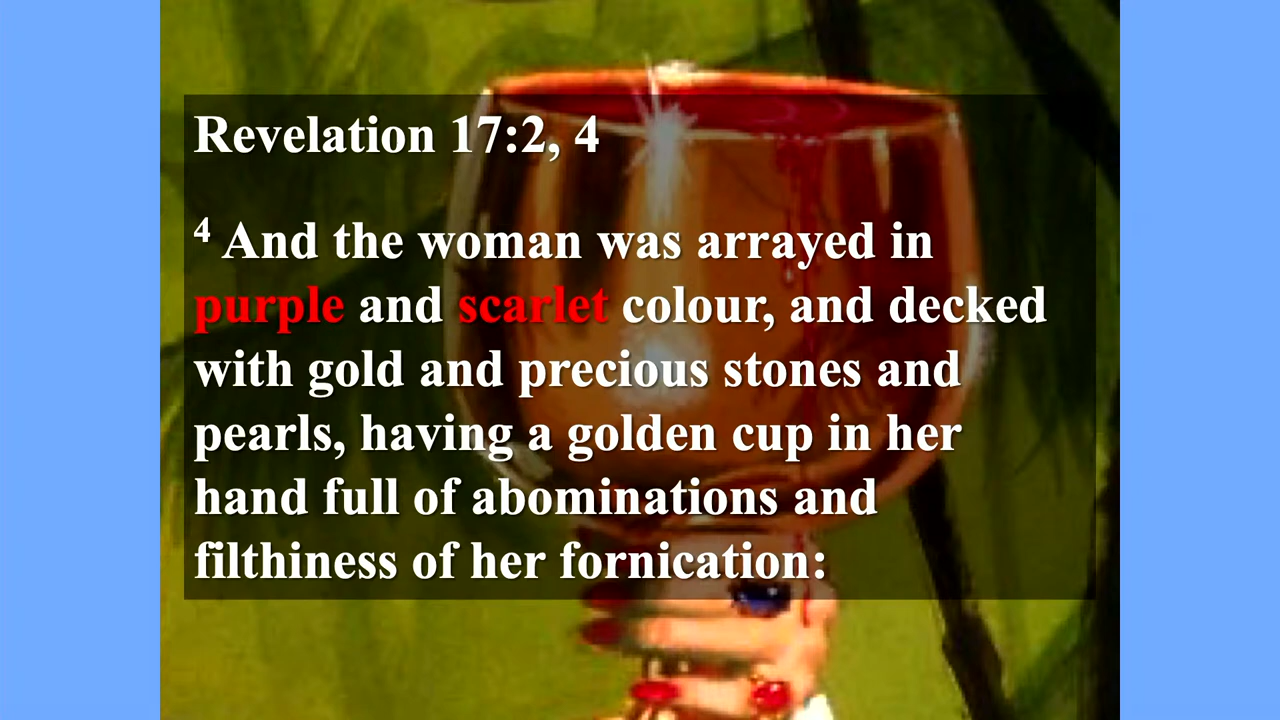 Revelation 17:2, 4
4 And the woman was arrayed in
purple and scarlet colour, and decked
with gold and precious stones and
pearls, having a golden cup in her
hand full of abominations and
filthiness of her fornication: